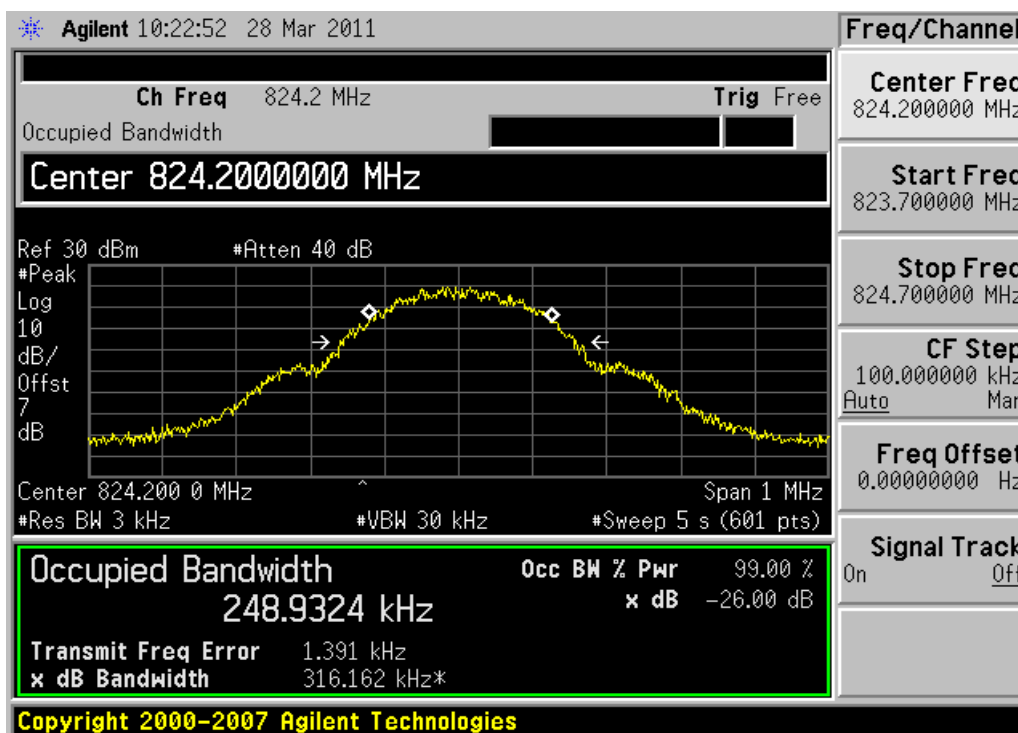 Agilent 10:22:52 28 Mar 2011
Freq/Channel
Ch Freq 824.2 MHz Trig Free
Occupied Bandwidth
Center 824.2000000 MHz
Ref 30 dBm #Atten 40 dB
#Peak
Log
10
dB/
Offst
7
dB
Center 824.200 0 MHz ^ Span 1 MHz
#Res BW 3 kHz #VBW 30 kHz #Sweep 5 s (601 pts)
Occupied Bandwidth Occ BW % Pwr 99.00 %
248.9324 kHz x dB -26.00 dB
Transmit Freq Error 1.391 kHz
x dB Bandwidth 316.162 kHz*
Copyright 2000-2007 Agilent Technologies
Center Freq
824.200000 MHz
Start Freq
823.700000 MHz
Stop Freq
824.700000 MHz
CF Step
100.000000 kHz
Auto Man
Freq Offset
0.00000000 Hz
Signal Track
On Off